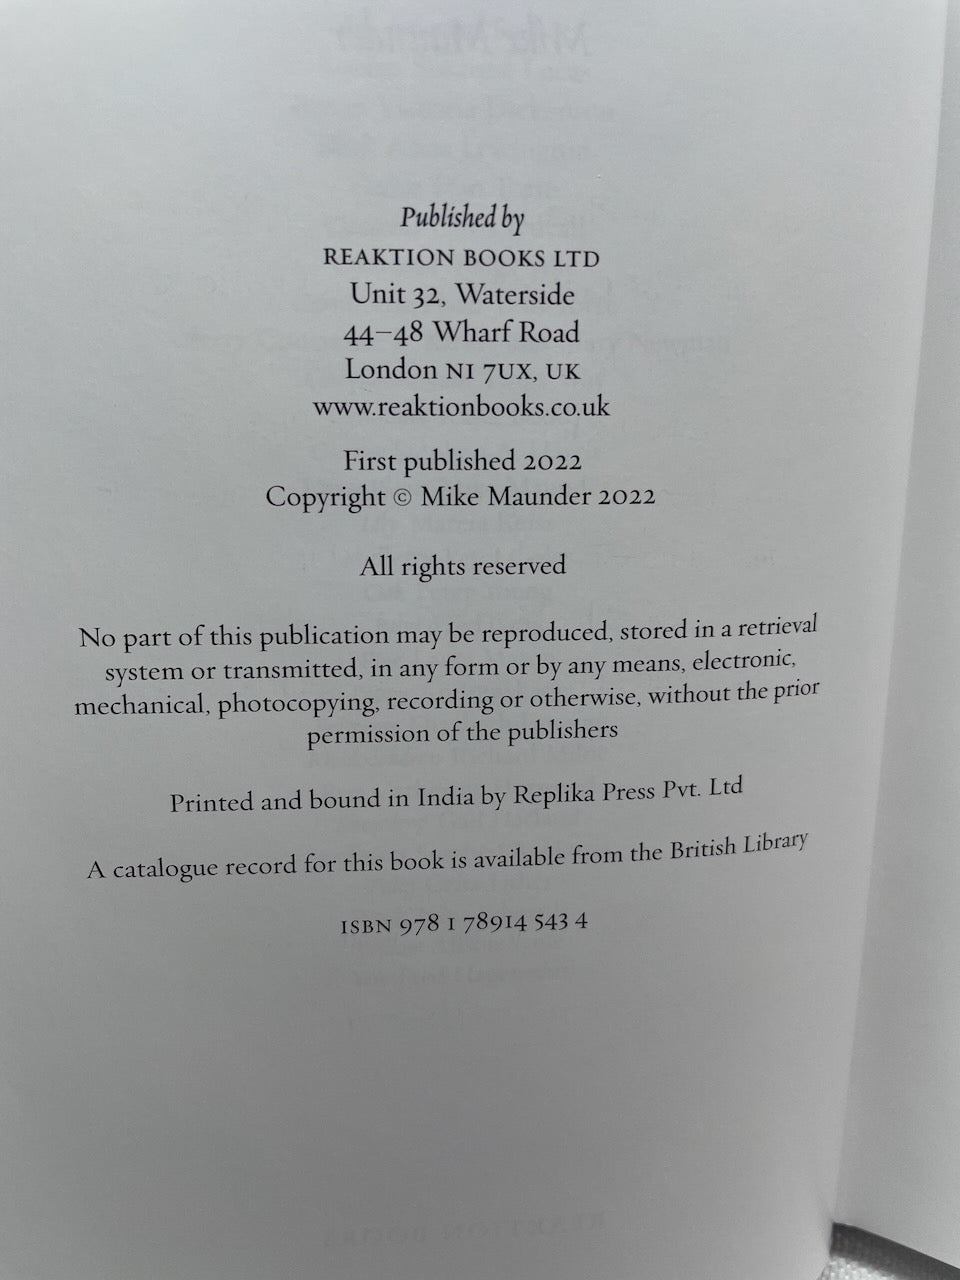 Published by
REAKTION BOOKS LTD
Unit 32, Waterside
44–48 Wharf Road
London N1 7UX, UK
www.reaktionbooks.co.uk
First published 2022
Copyright © Mike Maunder 2022
All rights reserved
No part of this publication may be reproduced, stored in a retrieval
system or transmitted, in any form or by any means, electronic,
mechanical, photocopying, recording or otherwise, without the prior
permission of the publishers
Printed and bound in India by Replika Press Pvt. Ltd
A catalogue record for this book is available from the British Library
ISBN 978 1 78914 543 4